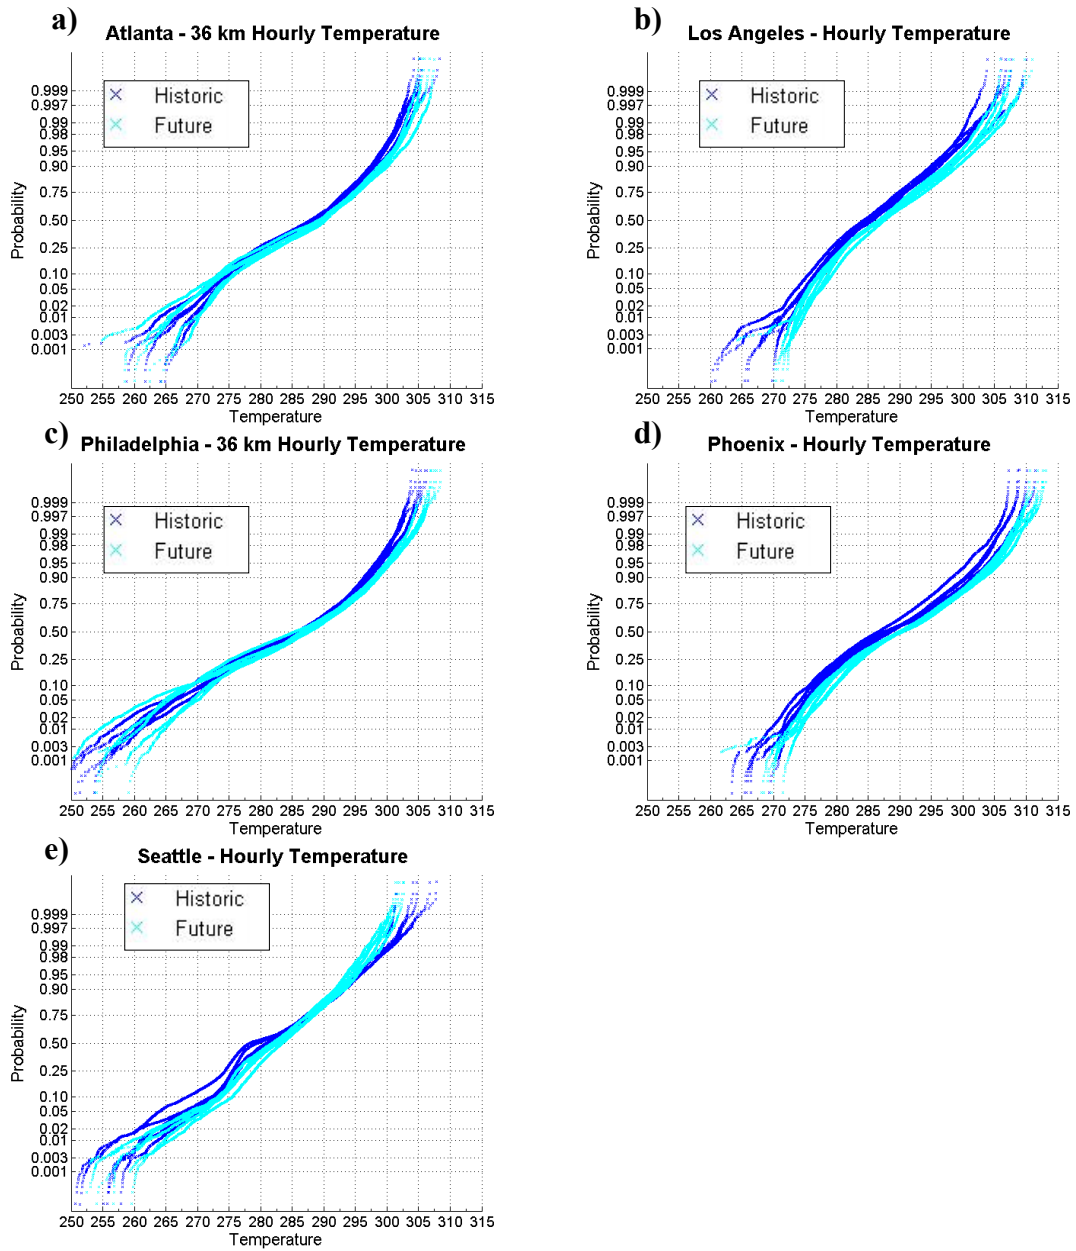 a)
Atlanta - 36 km Hourly Temperature
Probability
0.999
0.997
0.99
0.98
0.95
0.90
0.75
0.50
0.25
0.10
0.05
0.02
0.01
0.003
0.001
Historic
Future
250 255 260 265 270 275 280 285 290 295 300 305 310 315
Temperature
b)
Los Angeles - Hourly Temperature
Probability
0.999
0.997
0.99
0.98
0.95
0.90
0.75
0.50
0.25
0.10
0.05
0.02
0.01
0.003
0.001
Historic
Future
250 255 260 265 270 275 280 285 290 295 300 305 310 315
Temperature
c)
Philadelphia - 36 km Hourly Temperature
Probability
0.999
0.997
0.99
0.98
0.95
0.90
0.75
0.50
0.25
0.10
0.05
0.02
0.01
0.003
0.001
Historic
Future
250 255 260 265 270 275 280 285 290 295 300 305 310 315
Temperature
d)
Phoenix - Hourly Temperature
Probability
0.999
0.997
0.99
0.98
0.95
0.90
0.75
0.50
0.25
0.10
0.05
0.02
0.01
0.003
0.001
Historic
Future
250 255 260 265 270 275 280 285 290 295 300 305 310 315
Temperature
e)
Seattle - Hourly Temperature
Probability
0.999
0.997
0.99
0.98
0.95
0.90
0.75
0.50
0.25
0.10
0.05
0.02
0.01
0.003
0.001
Historic
Future
250 255 260 265 270 275 280 285 290 295 300 305 310 315
Temperature